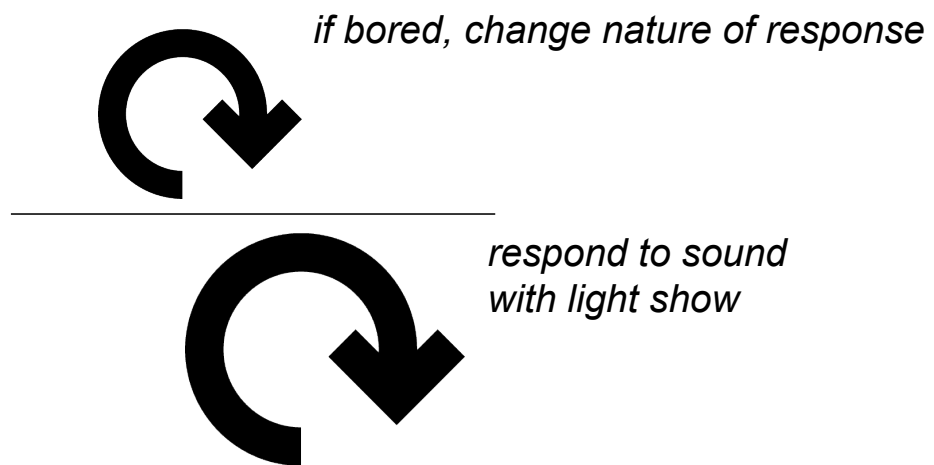 if bored, change nature of response
respond to sound
with light show